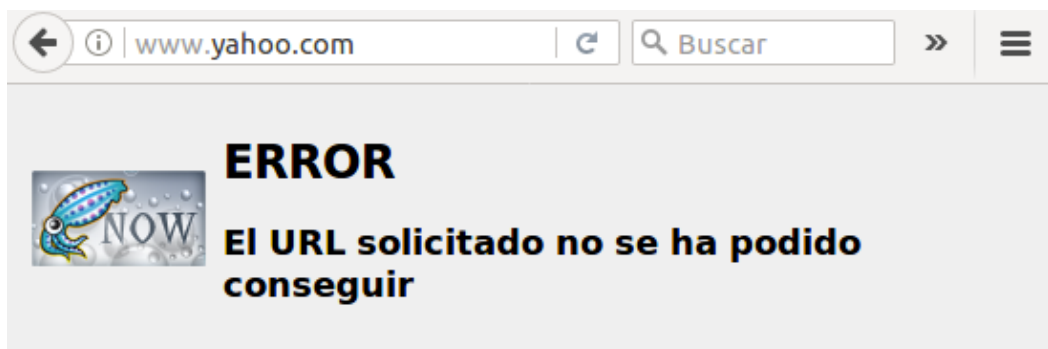 www.yahoo.com
Buscar
ERROR
NOW
El URL solicitado no se ha podido
conseguir